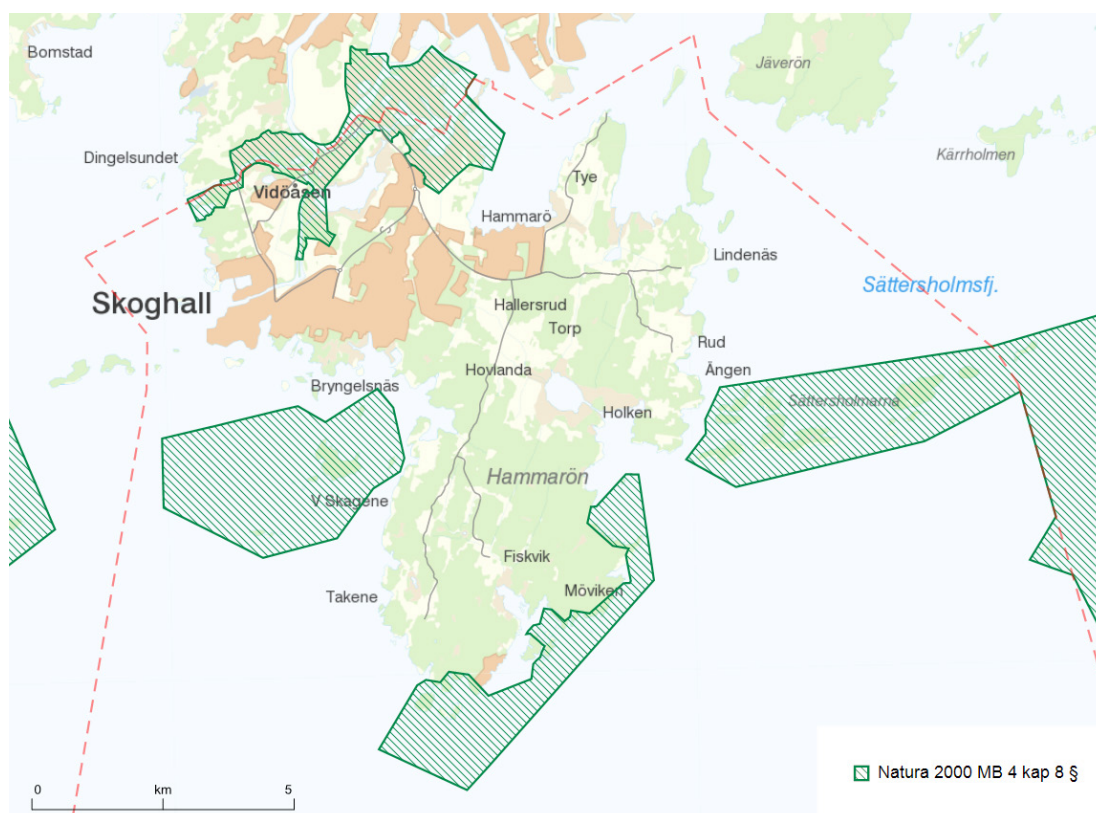 Bomstad
Jäverön
Kärrholmen
Dingelsundet
Vidöåsen
Tye
Hammarö
Lindenäs
Sättersholmsfj.
Skoghall
Hallersrud
Torp
Rud
Hovlanda
Ängen
Bryngelsnäs
Sättersholmarna
Holken
Hammarön
V Skagene
Fiskvik
Takene
Möviken
Natura 2000 MB 4 kap 8 §
0 km 5